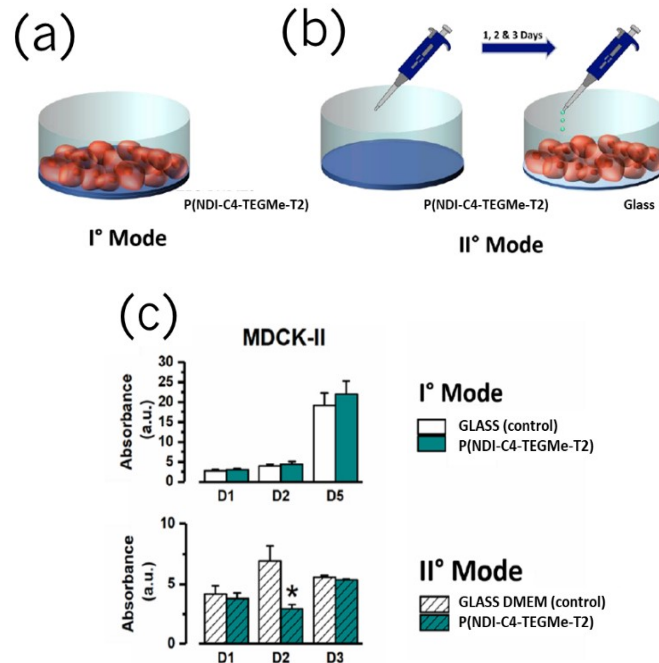 (a)
P(NDI-C4-TEGMe-T2)
I° Mode
(b)
1, 2 & 3 Days
P(NDI-C4-TEGMe-T2)
Glass
II° Mode
(c)
MDCK-II
Absorbance
(a.u.)
30
25
20
15
10
5
0
D1
D2
D5
I° Mode
GLASS (control)
P(NDI-C4-TEGMe-T2)
Absorbance
(a.u.)
10
5
0
*
D1
D2
D3
II° Mode
GLASS DMEM (control)
P(NDI-C4-TEGMe-T2)